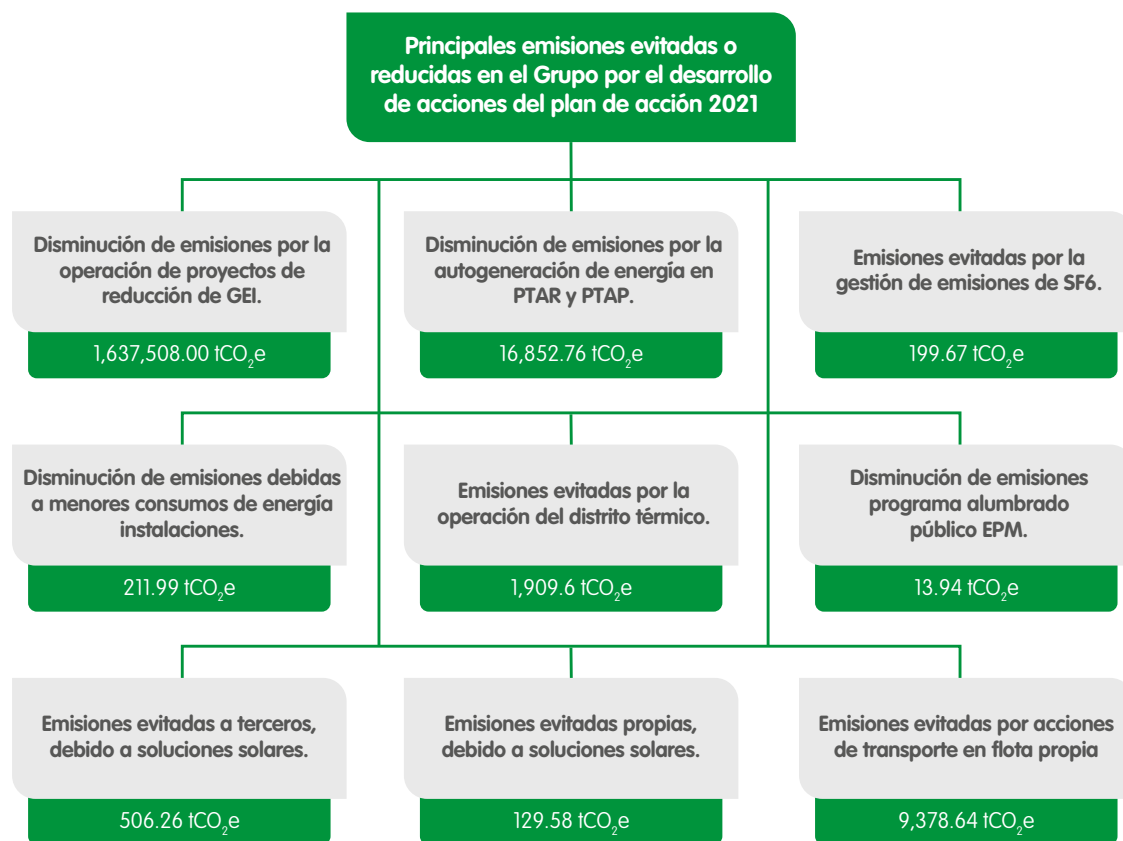 Principales emisiones evitadas o
reducidas en el Grupo por el desarrollo
de acciones del plan de acción 2021
Disminución de emisiones por la
operación de proyectos de
reducción de GEI.
1,637,508.00 tCO₂e
Disminución de emisiones por la
autogeneración de energía en
PTAR y PTAP.
16,852.76 tCO₂e
Emisiones evitadas por la
gestión de emisiones de SF6.
199.67 tCO₂e
Disminución de emisiones debidas
a menores consumos de energía
instalaciones.
211.99 tCO₂e
Emisiones evitadas por la
operación del distrito térmico.
1,909.6 tCO₂e
Disminución de emisiones
programa alumbrado
público EPM.
13.94 tCO₂e
Emisiones evitadas a terceros,
debido a soluciones solares.
506.26 tCO₂e
Emisiones evitadas propias,
debido a soluciones solares.
129.58 tCO₂e
Emisiones evitadas por acciones
de transporte en flota propia
9,378.64 tCO₂e